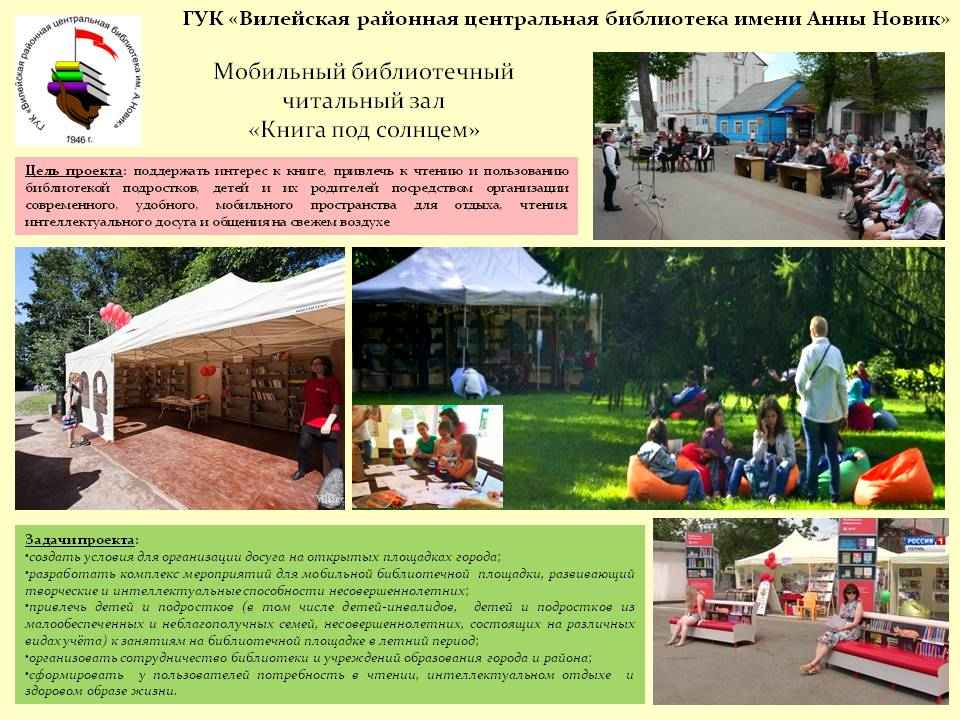 ГУК «Вилейская районная центральная библиотека имени Анны Новик»
ГУК «Вилейская районная центральная библиотека им. А. Новик»
1946 г.
Мобильный библиотечный
читальный зал
«Книга под солнцем»
Цель проекта: поддержать интерес к книге, привлечь к чтению и пользованию
библиотекой подростков, детей и их родителей посредством организации
современного, удобного, мобильного пространства для отдыха, чтения,
интеллектуального досуга и общения на свежем воздухе
Village
Задачи проекта:
•создать условия для организации досуга на открытых площадках города;
•разработать комплекс мероприятий для мобильной библиотечной площадки, развивающий
творческие и интеллектуальные способности несовершеннолетних;
•привлечь детей и подростков (в том числе детей-инвалидов, детей и подростков из
малообеспеченных и неблагополучных семей, несовершеннолетних, состоящих на различных
видах учёта) к занятиям на библиотечной площадке в летний период;
•организовать сотрудничество библиотеки и учреждений образования города и района;
•сформировать у пользователей потребность в чтении, интеллектуальном отдыхе и
здоровом образе жизни.
РОССИЯ 1
ПЕРМЬ